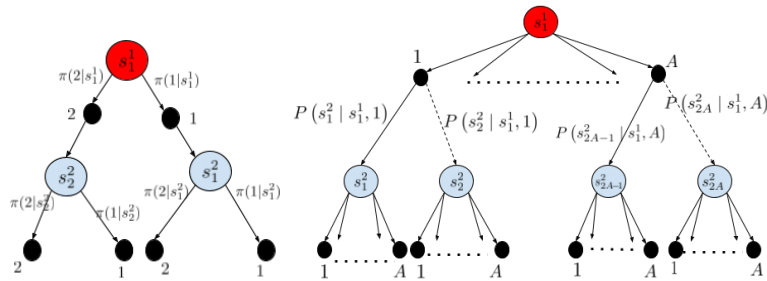 s_1^1
π(2|s_1^1) π(1|s_1^1)
2 1
s_2^2 s_1^2
π(2|s_2^2) π(1|s_2^2) π(2|s_1^2) π(1|s_1^2)
2 1 2 1
s_1^1
1 A
P(s_1^2 | s_1^1, 1) P(s_2^2 | s_1^1, 1) P(s_{2A-1}^2 | s_1^1, A) P(s_{2A}^2 | s_1^1, A)
s_1^2 s_2^2 s_{2A-1}^2 s_{2A}^2
1 A 1 A 1 A 1 A